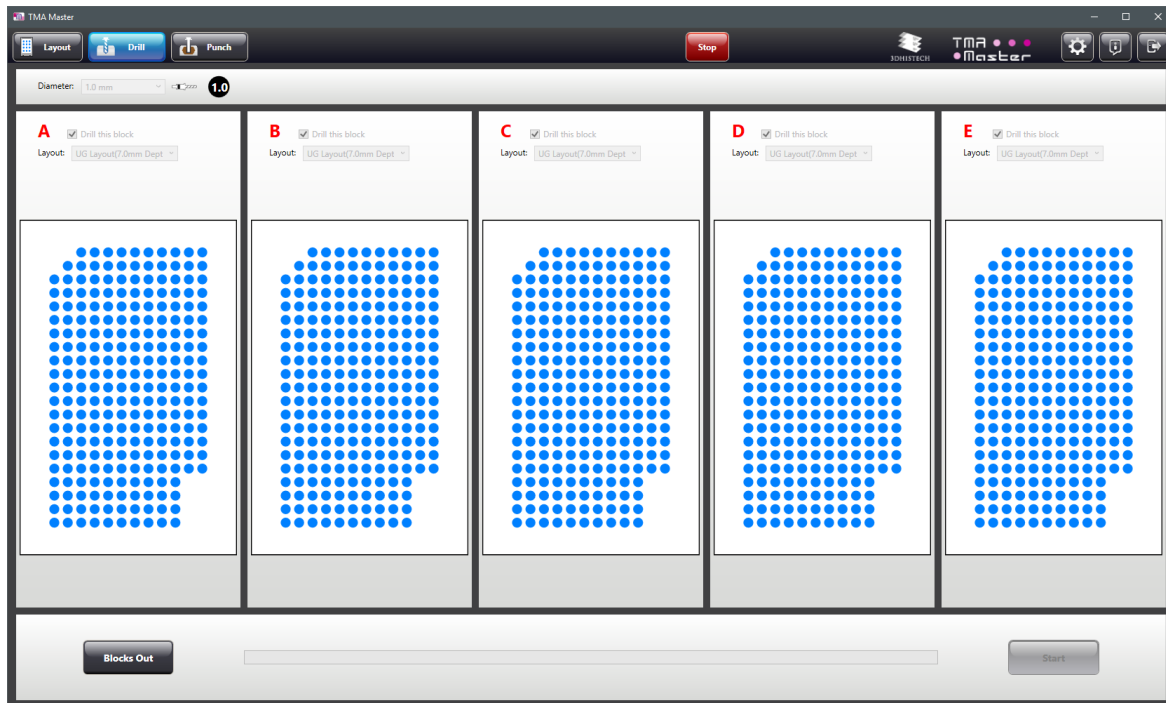 TMA Master
Layout Drill Punch Stop 3DHISTECH TMA Master
Diameter: 1.0 mm 1.0
A Drill this block
Layout: UG Layout(7.0mm Dept
B Drill this block
Layout: UG Layout(7.0mm Dept
C Drill this block
Layout: UG Layout(7.0mm Dept
D Drill this block
Layout: UG Layout(7.0mm Dept
E Drill this block
Layout: UG Layout(7.0mm Dept
Blocks Out Start